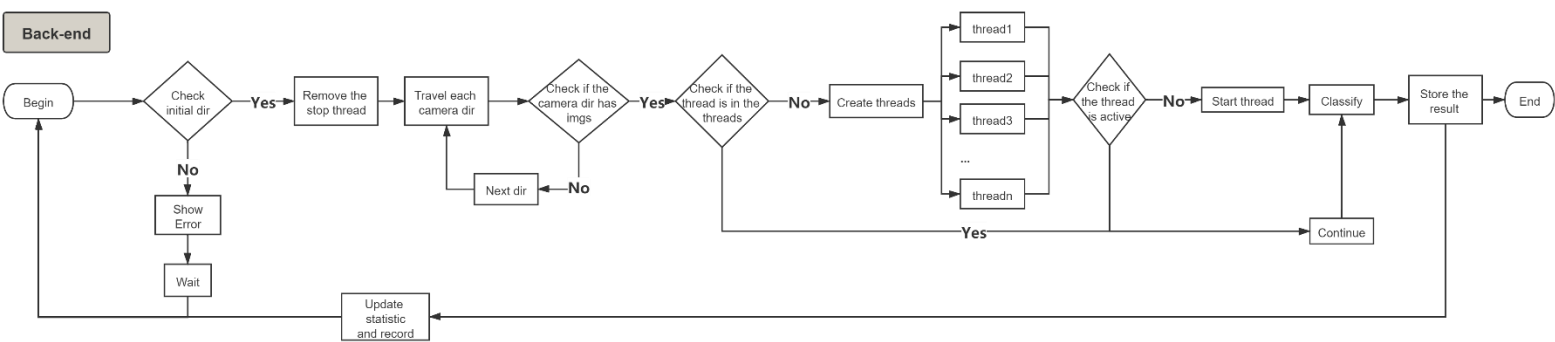 Back-end
Begin
Check
initial dir
Yes
No
Show
Error
Wait
Remove the
stop thread
Travel each
camera dir
Check if the
camera dir has
imgs
Yes
No
Next dir
Check if the
thread is in the
threads
No
Yes
Create threads
thread1
thread2
thread3
...
threadn
Check if
the thread
is active
No
Start thread
Classify
Continue
Store the
result
End
Update
statistic
and record